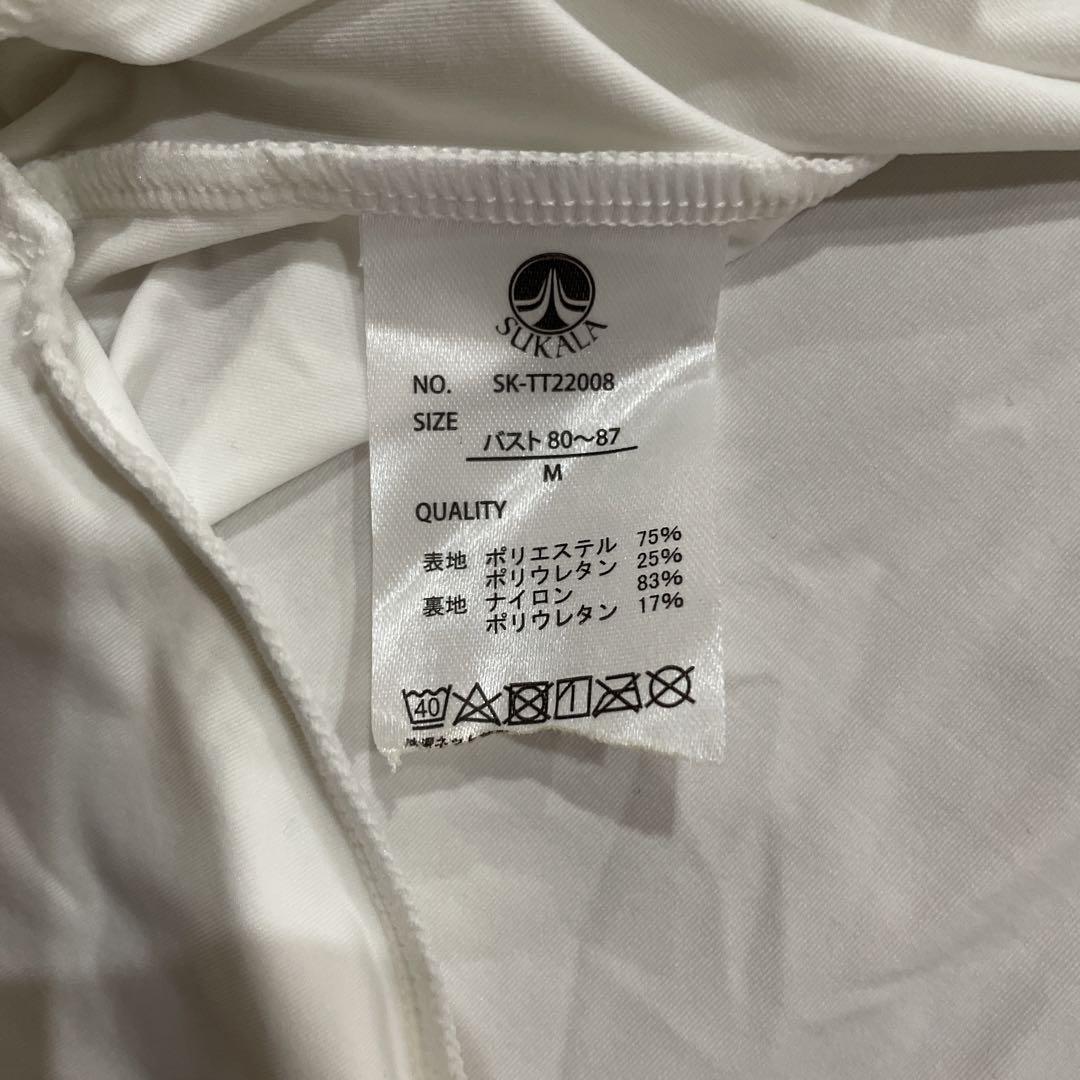 SUKALA
NO. SK-TT22008
SIZE
バスト 80〜87
M
QUALITY
表地 ポリエステル 75%
ポリウレタン 25%
裏地 ナイロン 83%
ポリウレタン 17%
40